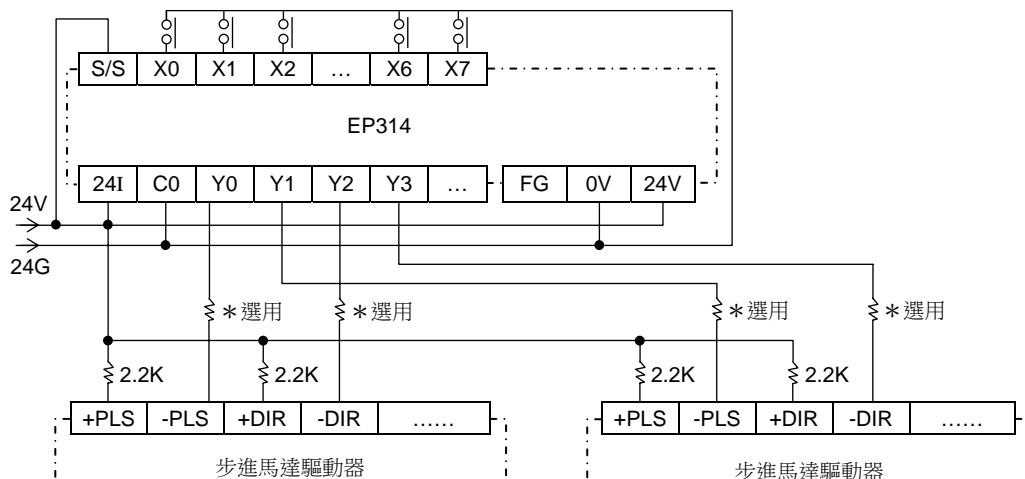 S/S X0 X1 X2 … X6 X7
EP314
24I C0 Y0 Y1 Y2 Y3 … FG 0V 24V
24V
24G
＊選用 ＊選用 ＊選用 ＊選用
2.2K 2.2K 2.2K 2.2K
+PLS -PLS +DIR -DIR …… +PLS -PLS +DIR -DIR ……
步進馬達驅動器 步進馬達驅動器